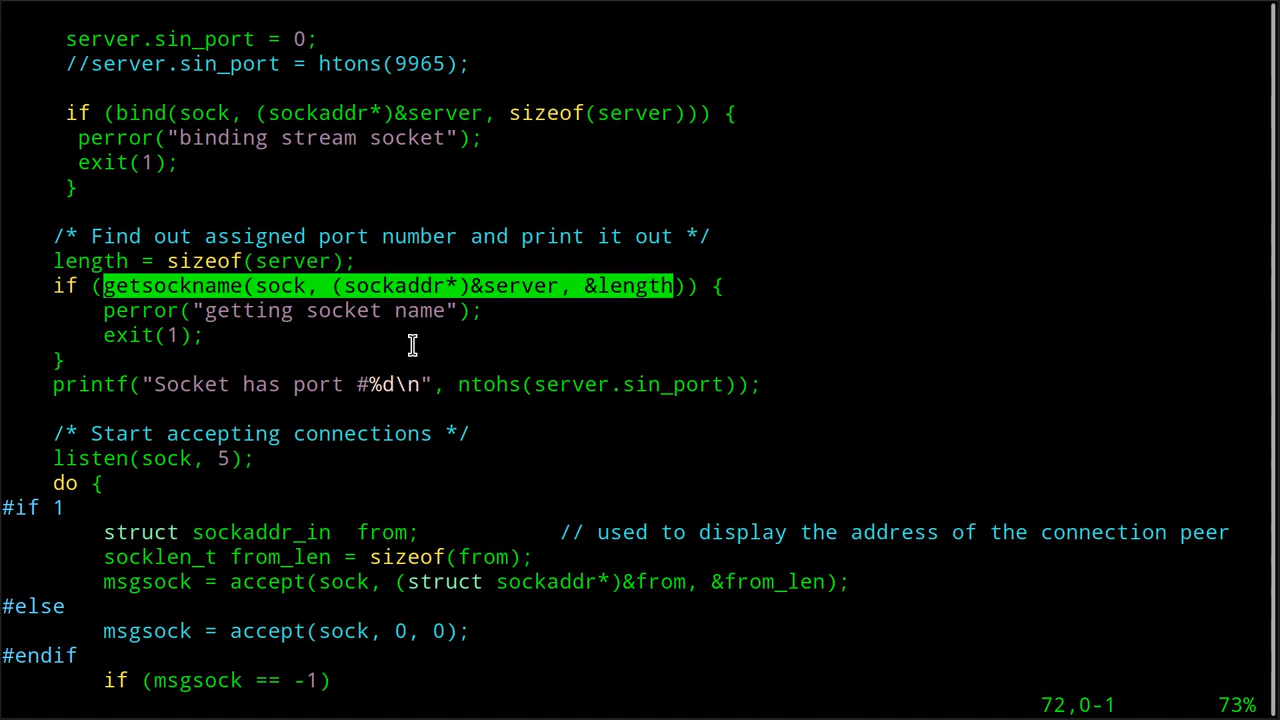 server.sin_port = 0;
//server.sin_port = htons(9965);
if (bind(sock, (sockaddr*)&server, sizeof(server))) {
perror("binding stream socket");
exit(1);
}
/* Find out assigned port number and print it out */
length = sizeof(server);
if (getsockname(sock, (sockaddr*)&server, &length)) {
perror("getting socket name");
exit(1);
}
printf("Socket has port #%d\n", ntohs(server.sin_port));
/* Start accepting connections */
listen(sock, 5);
do {
#if 1
struct sockaddr_in  from;           // used to display the address of the connection peer
socklen_t from_len = sizeof(from);
msgsock = accept(sock, (struct sockaddr*)&from, &from_len);
#else
msgsock = accept(sock, 0, 0);
#endif
if (msgsock == -1)
72,0-1        73%